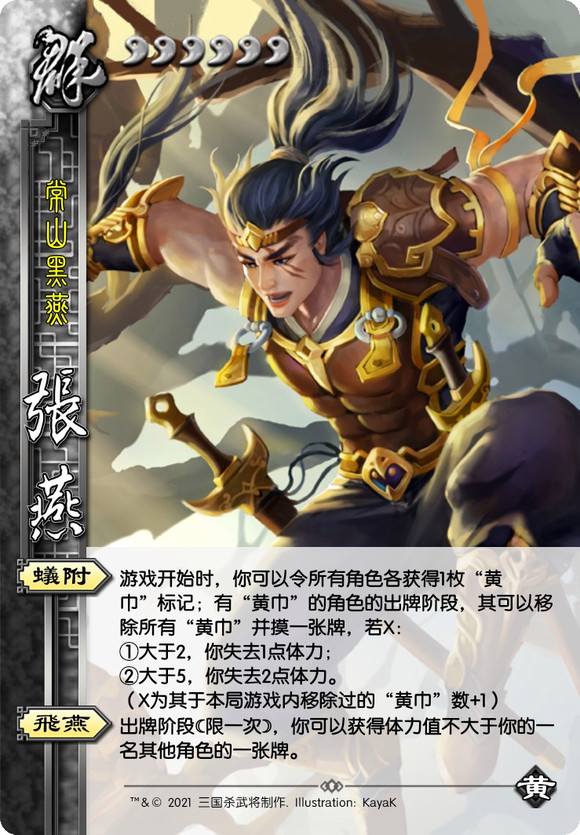 群
常山黑燕
張燕
蟻附
游戏开始时，你可以令所有角色各获得1枚“黄
巾”标记；有“黄巾”的角色的出牌阶段，其可以移
除所有“黄巾”并摸一张牌，若X：
①大于2，你失去1点体力；
②大于5，你失去2点体力。
（X为其于本局游戏内移除过的“黄巾”数+1）
飛燕
出牌阶段〔限一次〕，你可以获得体力值不大于你的一
名其他角色的一张牌。
黄
™&© 2021 三国杀武将制作. Illustration: KayaK